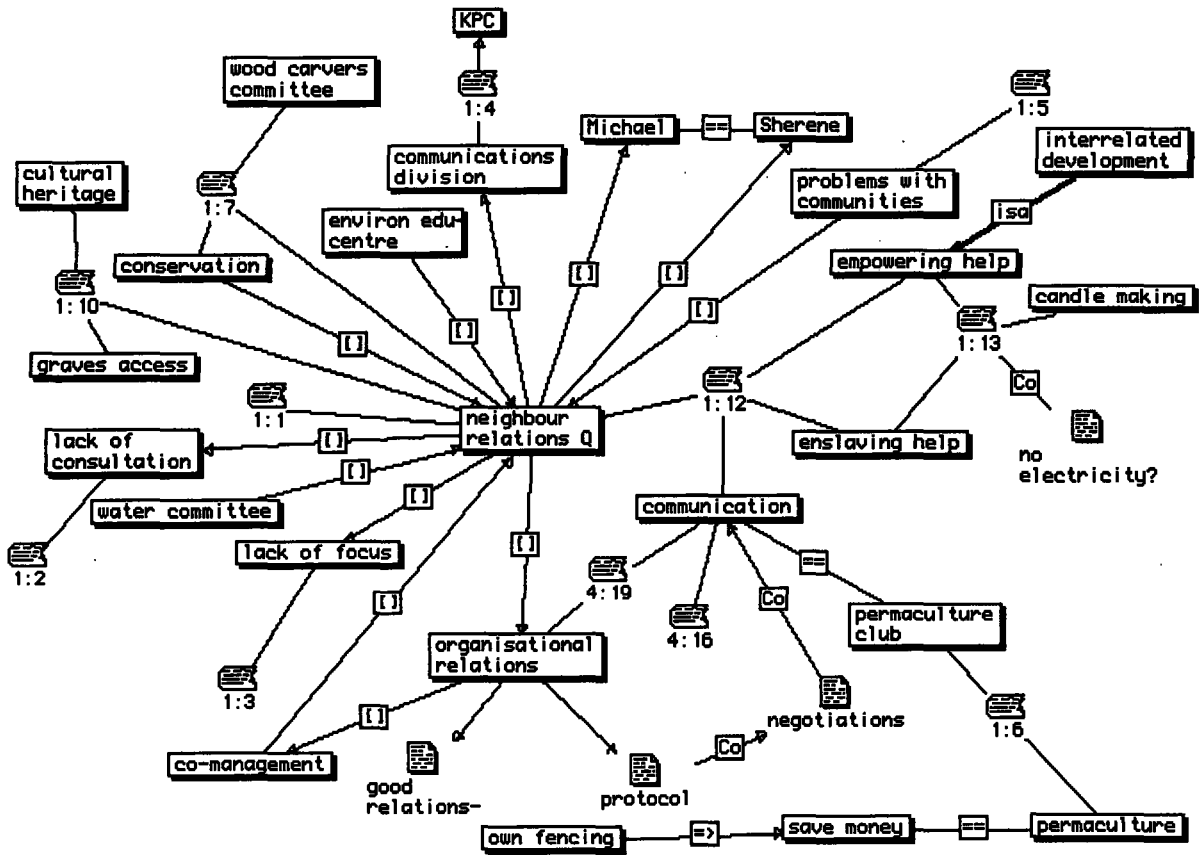 KPC
wood carvers
committee
1:4
1:5
Michael
==
Sherene
interrelated
development
communications
division
cultural
heritage
problems with
communities
1:7
isa
environ edu-
centre
conservation
empowering help
[]
[]
[]
candle making
1:10
[]
[]
1:13
[]
graves access
Co
1:12
1:1
neighbour
relations Q
lack of
consultation
[]
enslaving help
no
electricity?
[]
water committee
[]
communication
lack of focus
[]
1:2
==
4:19
Co
[]
4:16
permaculture
club
organisational
relations
1:3
negotiations
[]
1:6
Co
co-management
good
relations-
protocol
own fencing
=>
save money
==
permaculture